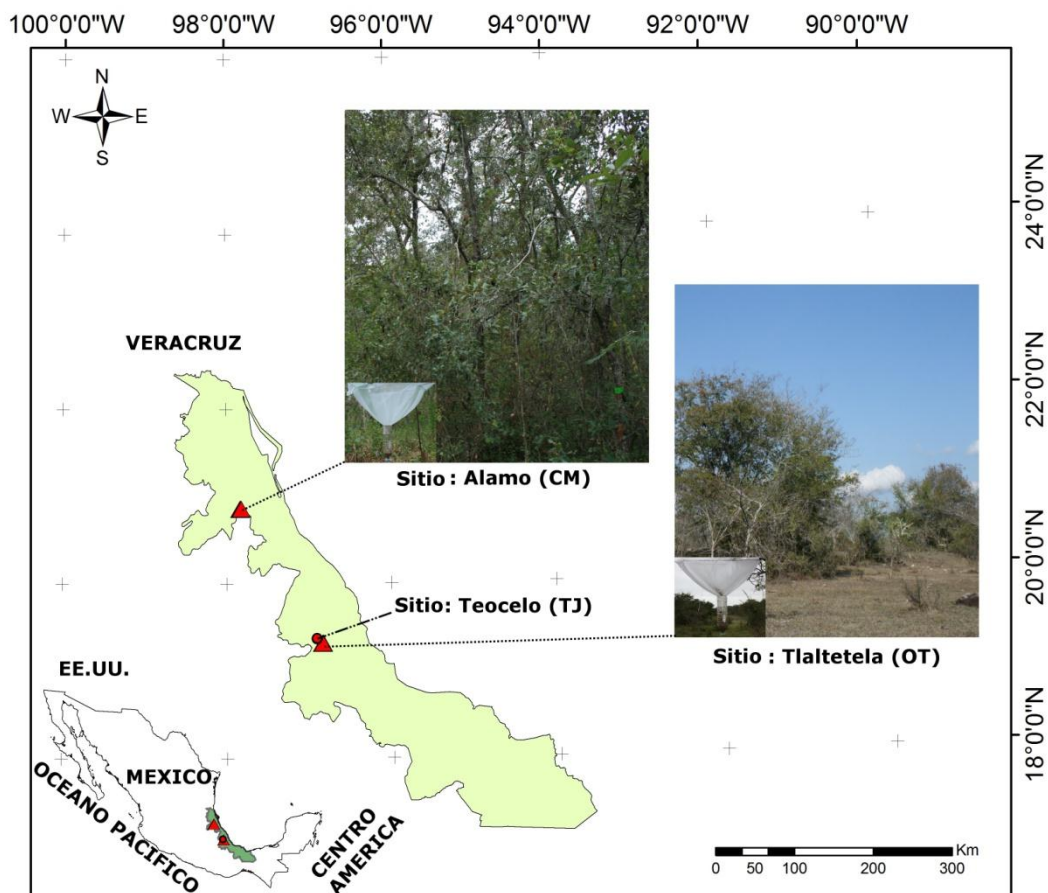 100°0'0"W 98°0'0"W 96°0'0"W 94°0'0"W 92°0'0"W 90°0'0"W
N
W E
S
24°0'0"N
VERACRUZ
22°0'0"N
Sitio : Alamo (CM)
20°0'0"N
Sitio: Teocelo (TJ)
Sitio : Tlaltetela (OT)
EE.UU.
18°0'0"N
MEXICO
OCEANO PACIFICO
CENTRO
AMERICA
Km
0 50 100 200 300